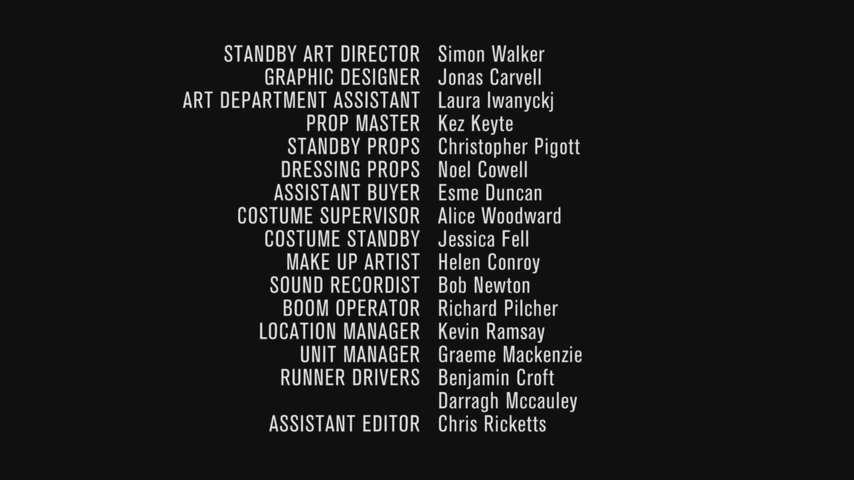 STANDBY ART DIRECTOR Simon Walker
GRAPHIC DESIGNER Jonas Carvell
ART DEPARTMENT ASSISTANT Laura Iwanyckj
PROP MASTER Kez Keyte
STANDBY PROPS Christopher Pigott
DRESSING PROPS Noel Cowell
ASSISTANT BUYER Esme Duncan
COSTUME SUPERVISOR Alice Woodward
COSTUME STANDBY Jessica Fell
MAKE UP ARTIST Helen Conroy
SOUND RECORDIST Bob Newton
BOOM OPERATOR Richard Pilcher
LOCATION MANAGER Kevin Ramsay
UNIT MANAGER Graeme Mackenzie
RUNNER DRIVERS Benjamin Croft
Darragh Mccauley
ASSISTANT EDITOR Chris Ricketts